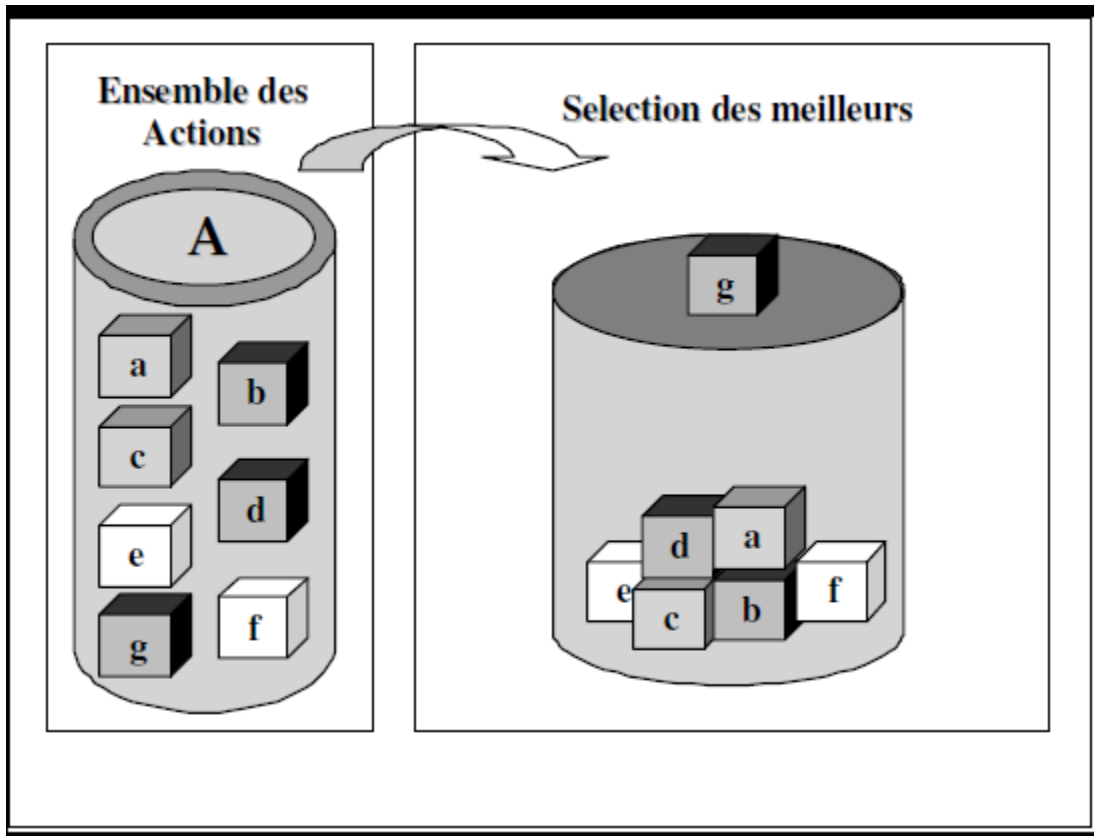 Ensemble des
Actions
A
a
b
c
d
e
f
g
Selection des meilleurs
g
d
a
e
c
b
f